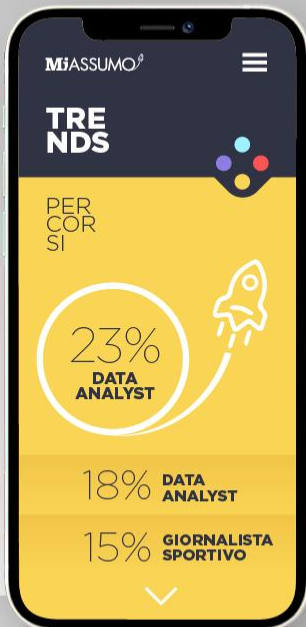 MiASSUMO
TRE
NDS
PER
COR
SI
23%
DATA
ANALYST
18% DATA
ANALYST
15% GIORNALISTA
SPORTIVO